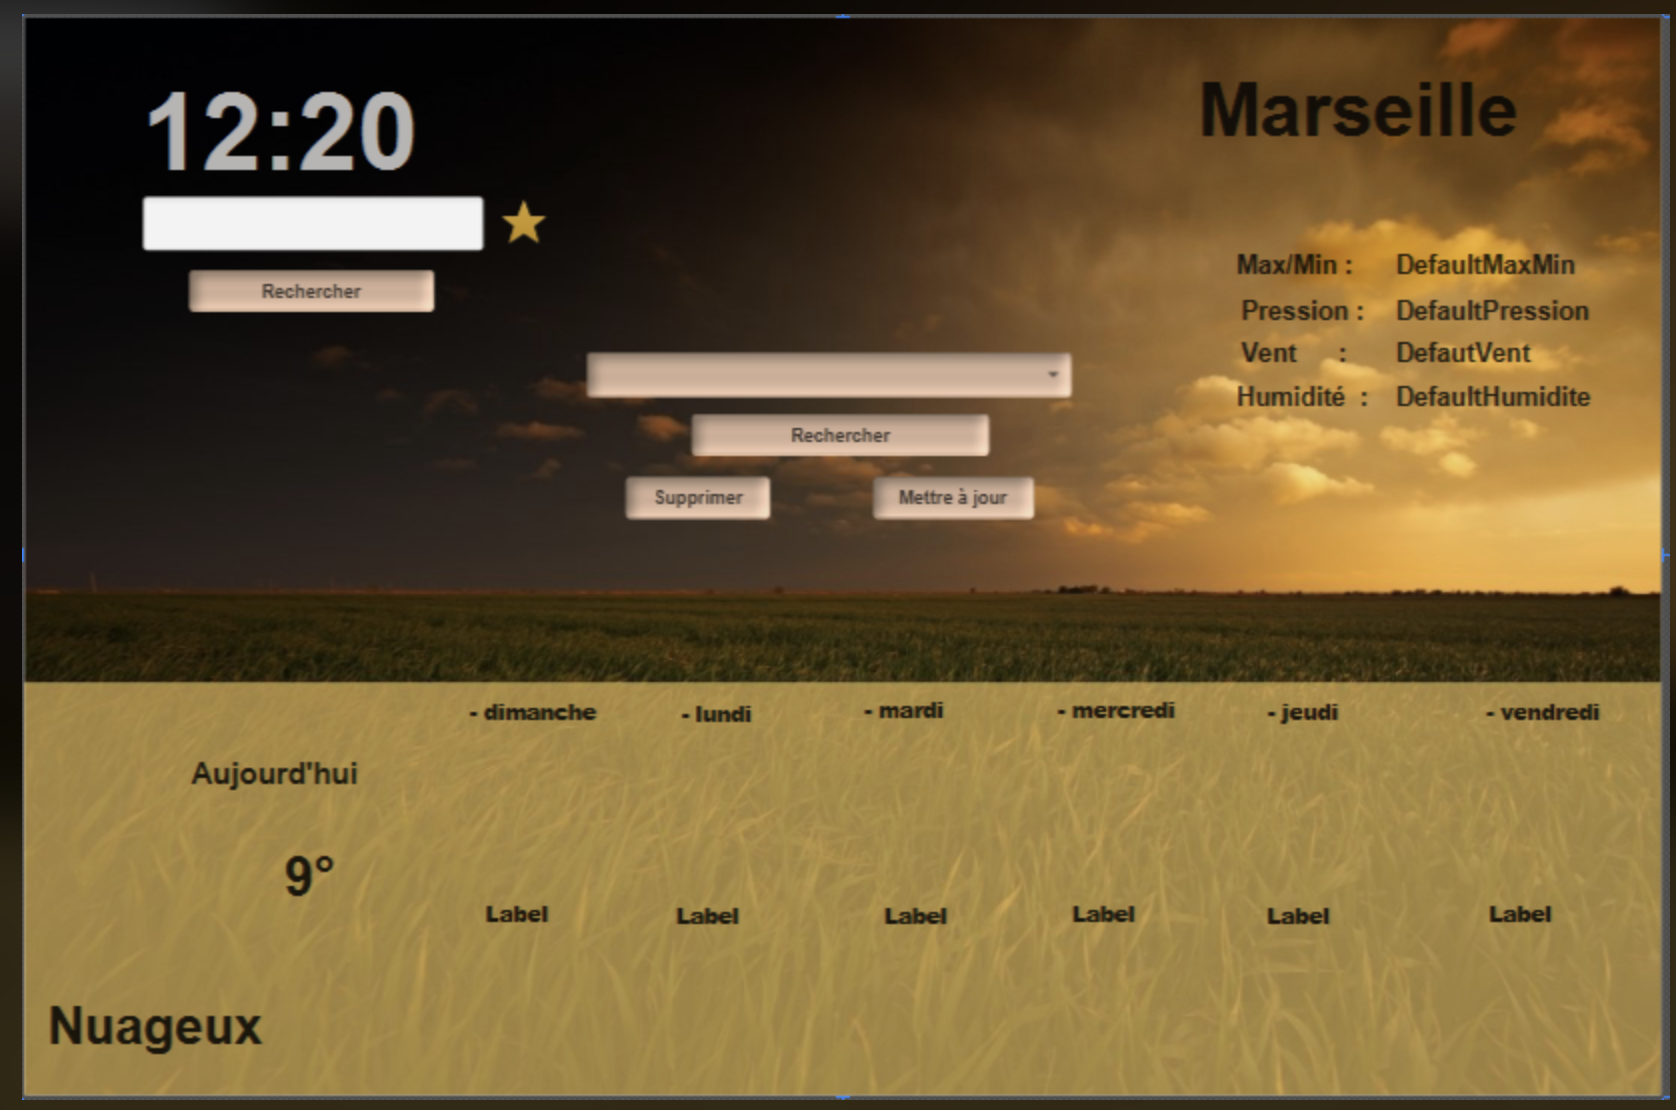 12:20
Marseille
Rechercher
Max/Min : DefaultMaxMin
Pression : DefaultPression
Vent : DefautVent
Humidité : DefaultHumidite
Rechercher
Supprimer Mettre à jour
- dimanche - lundi - mardi - mercredi - jeudi - vendredi
Aujourd'hui
9°
Label Label Label Label Label Label
Nuageux